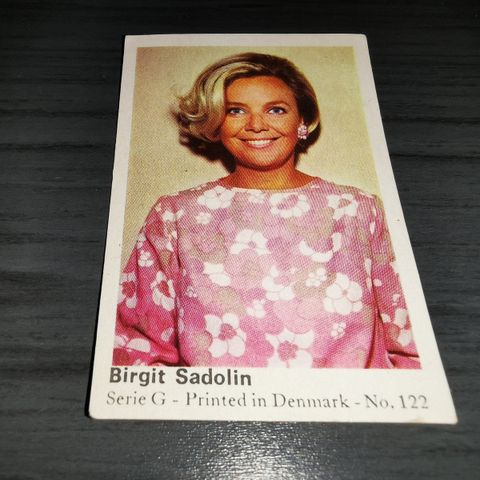 Birgit Sadolin
Serie G - Printed in Denmark - No. 122